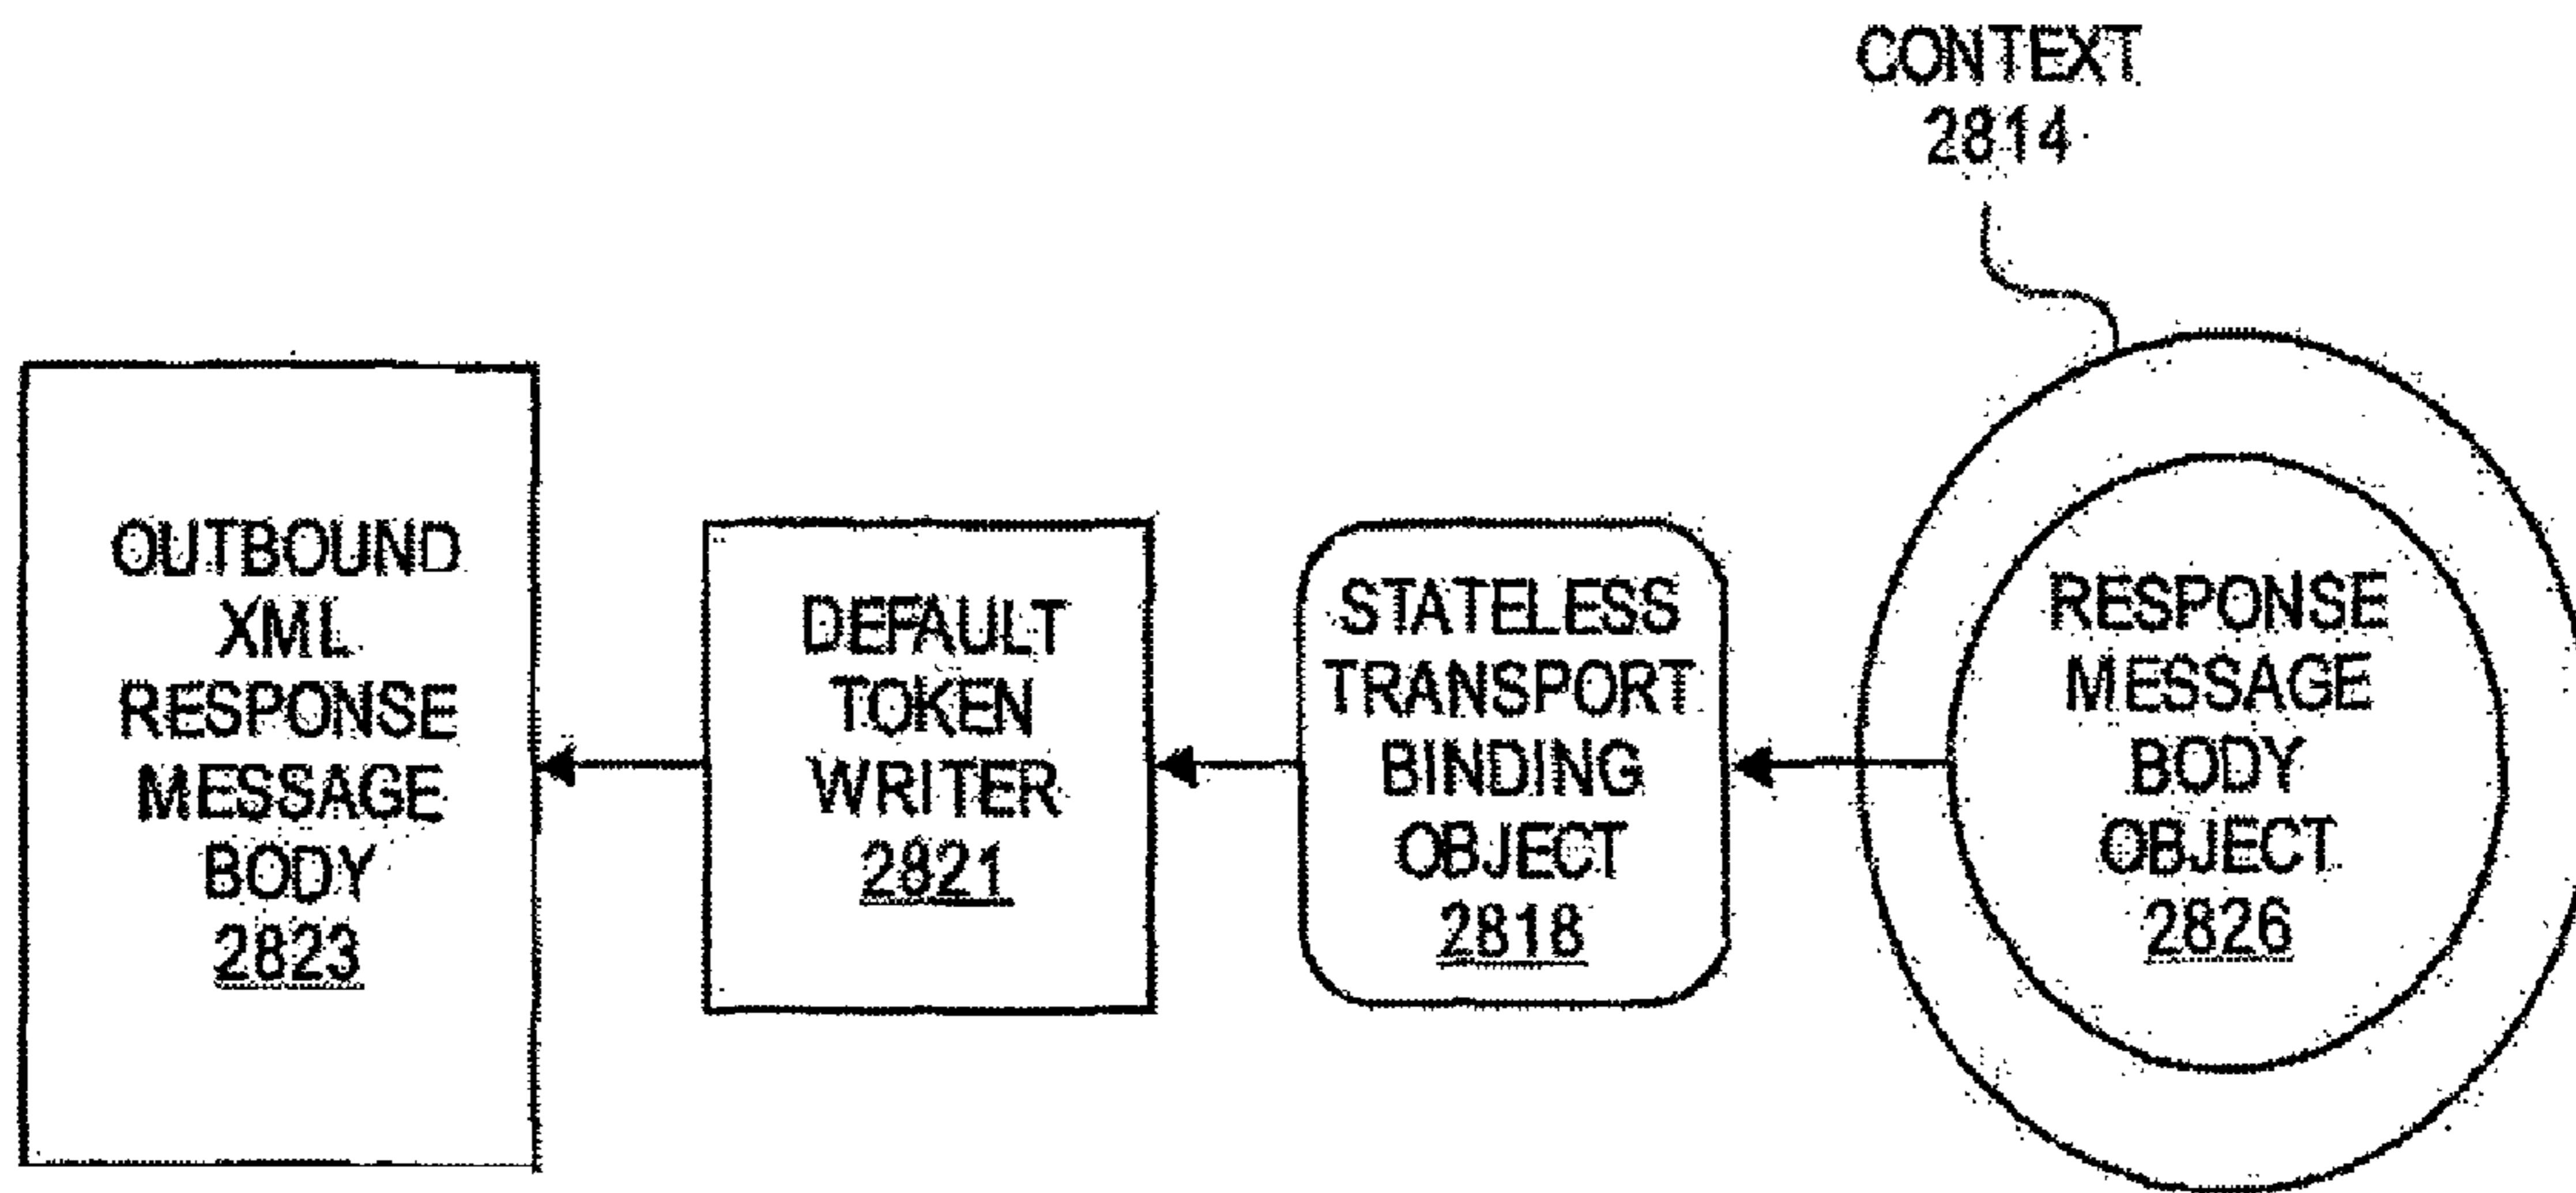 CONTEXT
2814
OUTBOUND
XML
RESPONSE
MESSAGE
BODY
2823
DEFAULT
TOKEN
WRITER
2821
STATELESS
TRANSPORT
BINDING
OBJECT
2818
RESPONSE
MESSAGE
BODY
OBJECT
2826